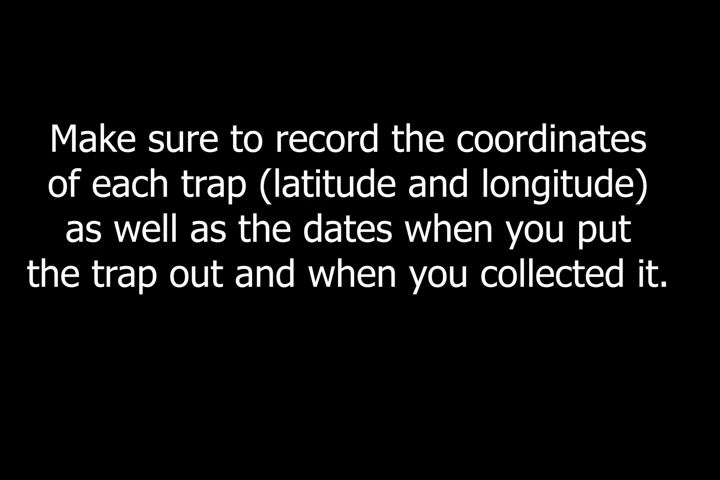 Make sure to record the coordinates
of each trap (latitude and longitude)
as well as the dates when you put
the trap out and when you collected it.